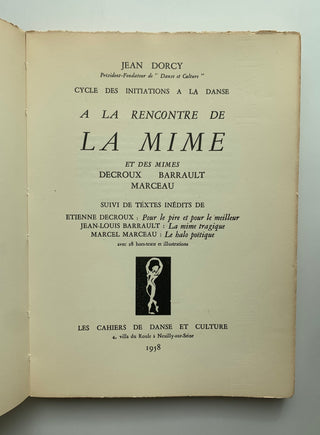 JEAN DORCY
Président-Fondateur de "Danse et Culture"
CYCLE DES INITIATIONS A LA DANSE
A LA RENCONTRE DE
LA MIME
ET DES MIMES
DECROUX BARRAULT
MARCEAU
SUIVI DE TEXTES INÉDITS DE
ETIENNE DECROUX : Pour le pire et pour le meilleur
JEAN-LOUIS BARRAULT : La mime tragique
MARCEL MARCEAU : Le halo poétique
avec 28 hors-texte et illustrations
LES CAHIERS DE DANSE ET CULTURE
4, villa du Roule à Neuilly-sur-Seine
1958